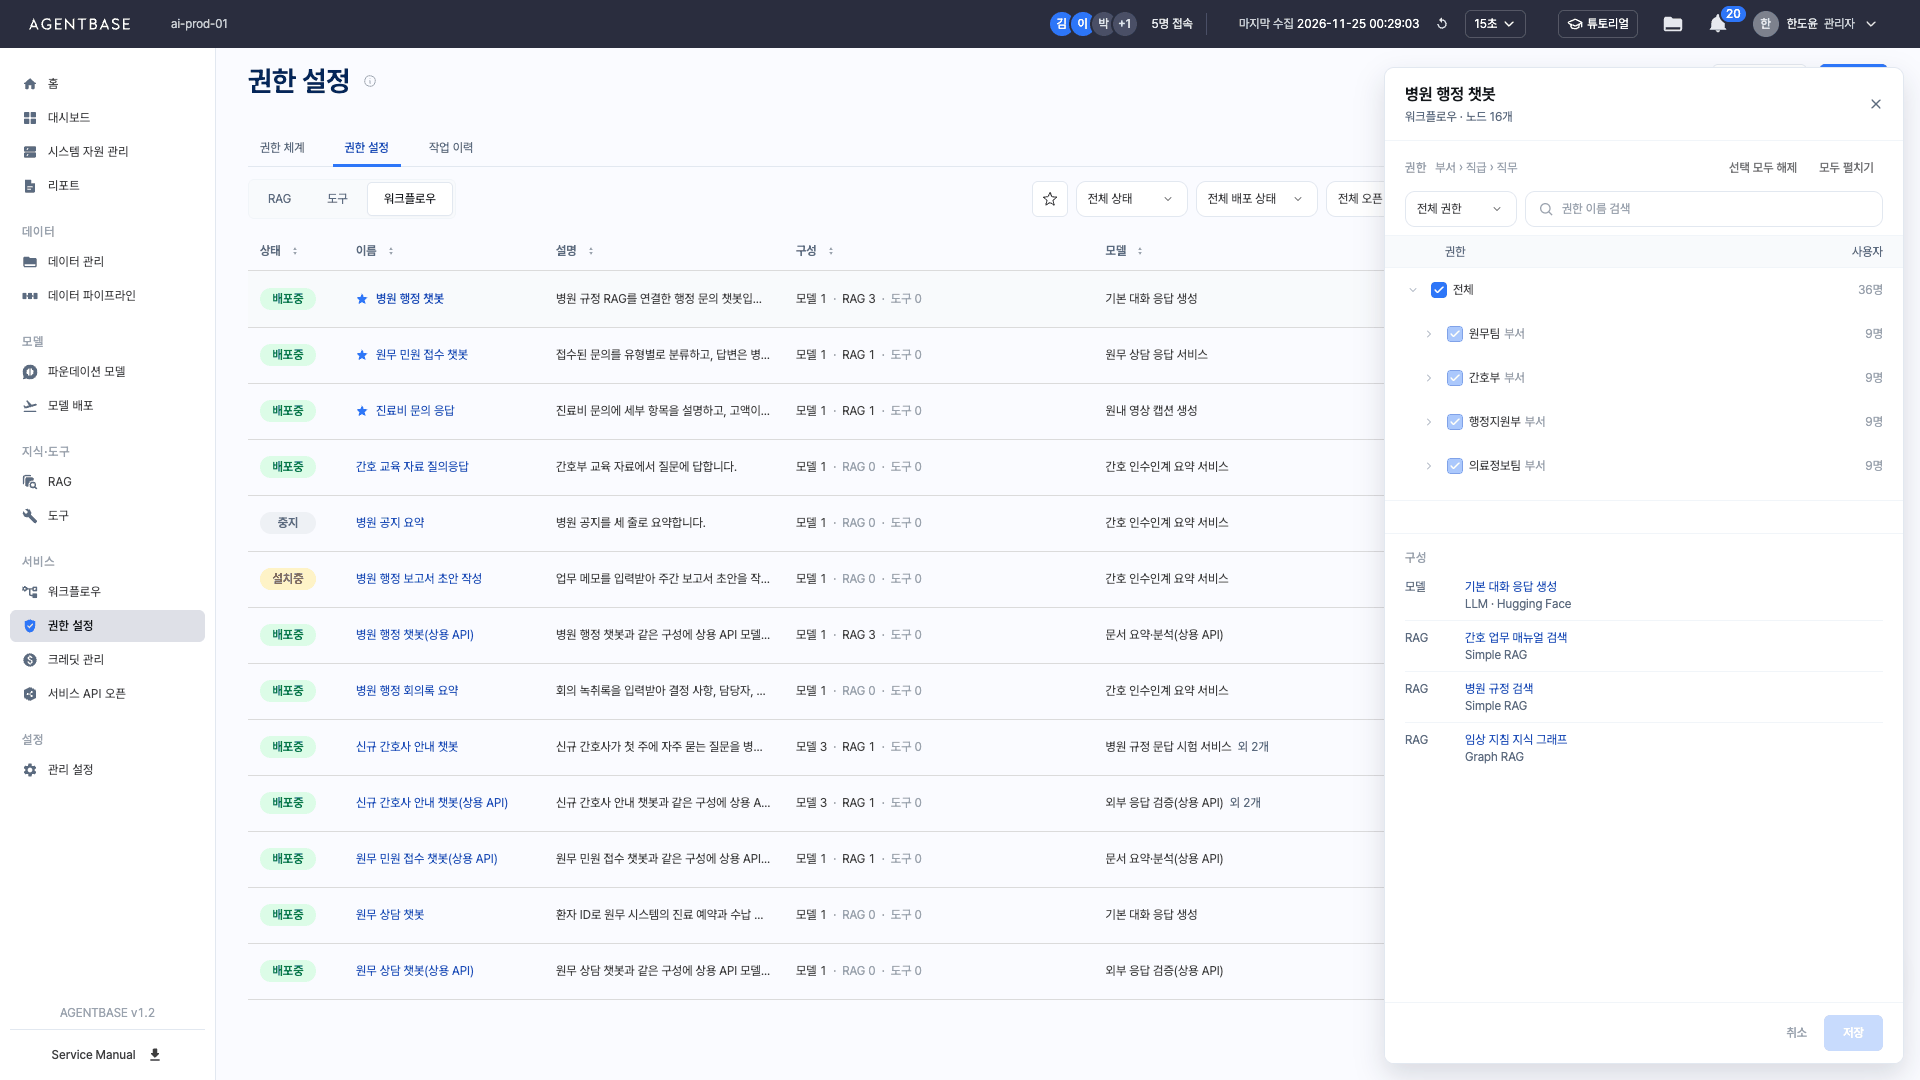 AGENTBASE
ai-prod-01
김 이 박 +1 5명 접속
마지막 수집 2026-11-25 00:29:03
15초
튜토리얼
20
한 한도윤 관리자
홈
대시보드
시스템 자원 관리
리포트
데이터
데이터 관리
데이터 파이프라인
모델
파운데이션 모델
모델 배포
지식·도구
RAG
도구
서비스
워크플로우
권한 설정
크레딧 관리
서비스 API 오픈
설정
관리 설정
AGENTBASE v1.2
Service Manual
권한 설정
권한 체계 권한 설정 작업 이력
RAG 도구 워크플로우
전체 상태 전체 배포 상태 전체 오픈
상태 이름 설명 구성 모델
배포중 병원 행정 챗봇 병원 규정 RAG를 연결한 행정 문의 챗봇입... 모델 1 · RAG 3 · 도구 0 기본 대화 응답 생성
배포중 원무 민원 접수 챗봇 접수된 문의를 유형별로 분류하고, 답변은 병... 모델 1 · RAG 1 · 도구 0 원무 상담 응답 서비스
배포중 진료비 문의 응답 진료비 문의에 세부 항목을 설명하고, 고액이... 모델 1 · RAG 1 · 도구 0 원내 영상 캡션 생성
배포중 간호 교육 자료 질의응답 간호부 교육 자료에서 질문에 답합니다. 모델 1 · RAG 0 · 도구 0 간호 인수인계 요약 서비스
중지 병원 공지 요약 병원 공지를 세 줄로 요약합니다. 모델 1 · RAG 0 · 도구 0 간호 인수인계 요약 서비스
설치중 병원 행정 보고서 초안 작성 업무 메모를 입력받아 주간 보고서 초안을 작... 모델 1 · RAG 0 · 도구 0 간호 인수인계 요약 서비스
배포중 병원 행정 챗봇(상용 API) 병원 행정 챗봇과 같은 구성에 상용 API 모델... 모델 1 · RAG 3 · 도구 0 문서 요약·분석(상용 API)
배포중 병원 행정 회의록 요약 회의 녹취록을 입력받아 결정 사항, 담당자, ... 모델 1 · RAG 0 · 도구 0 간호 인수인계 요약 서비스
배포중 신규 간호사 안내 챗봇 신규 간호사가 첫 주에 자주 묻는 질문을 병... 모델 3 · RAG 1 · 도구 0 병원 규정 문답 시험 서비스 외 2개
배포중 신규 간호사 안내 챗봇(상용 API) 신규 간호사 안내 챗봇과 같은 구성에 상용 A... 모델 3 · RAG 1 · 도구 0 외부 응답 검증(상용 API) 외 2개
배포중 원무 민원 접수 챗봇(상용 API) 원무 민원 접수 챗봇과 같은 구성에 상용 API... 모델 1 · RAG 1 · 도구 0 문서 요약·분석(상용 API)
배포중 원무 상담 챗봇 환자 ID로 원무 시스템의 진료 예약과 수납 ... 모델 1 · RAG 0 · 도구 0 기본 대화 응답 생성
배포중 원무 상담 챗봇(상용 API) 원무 상담 챗봇과 같은 구성에 상용 API 모델... 모델 1 · RAG 0 · 도구 0 외부 응답 검증(상용 API)
병원 행정 챗봇
워크플로우 · 노드 16개
권한 부서 › 직급 › 직무 선택 모두 해제 모두 펼치기
전체 권한 권한 이름 검색
권한 사용자
전체 36명
원무팀 부서 9명
간호부 부서 9명
행정지원부 부서 9명
의료정보팀 부서 9명
구성
모델 기본 대화 응답 생성
LLM · Hugging Face
RAG 간호 업무 매뉴얼 검색
Simple RAG
RAG 병원 규정 검색
Simple RAG
RAG 임상 지침 지식 그래프
Graph RAG
취소 저장